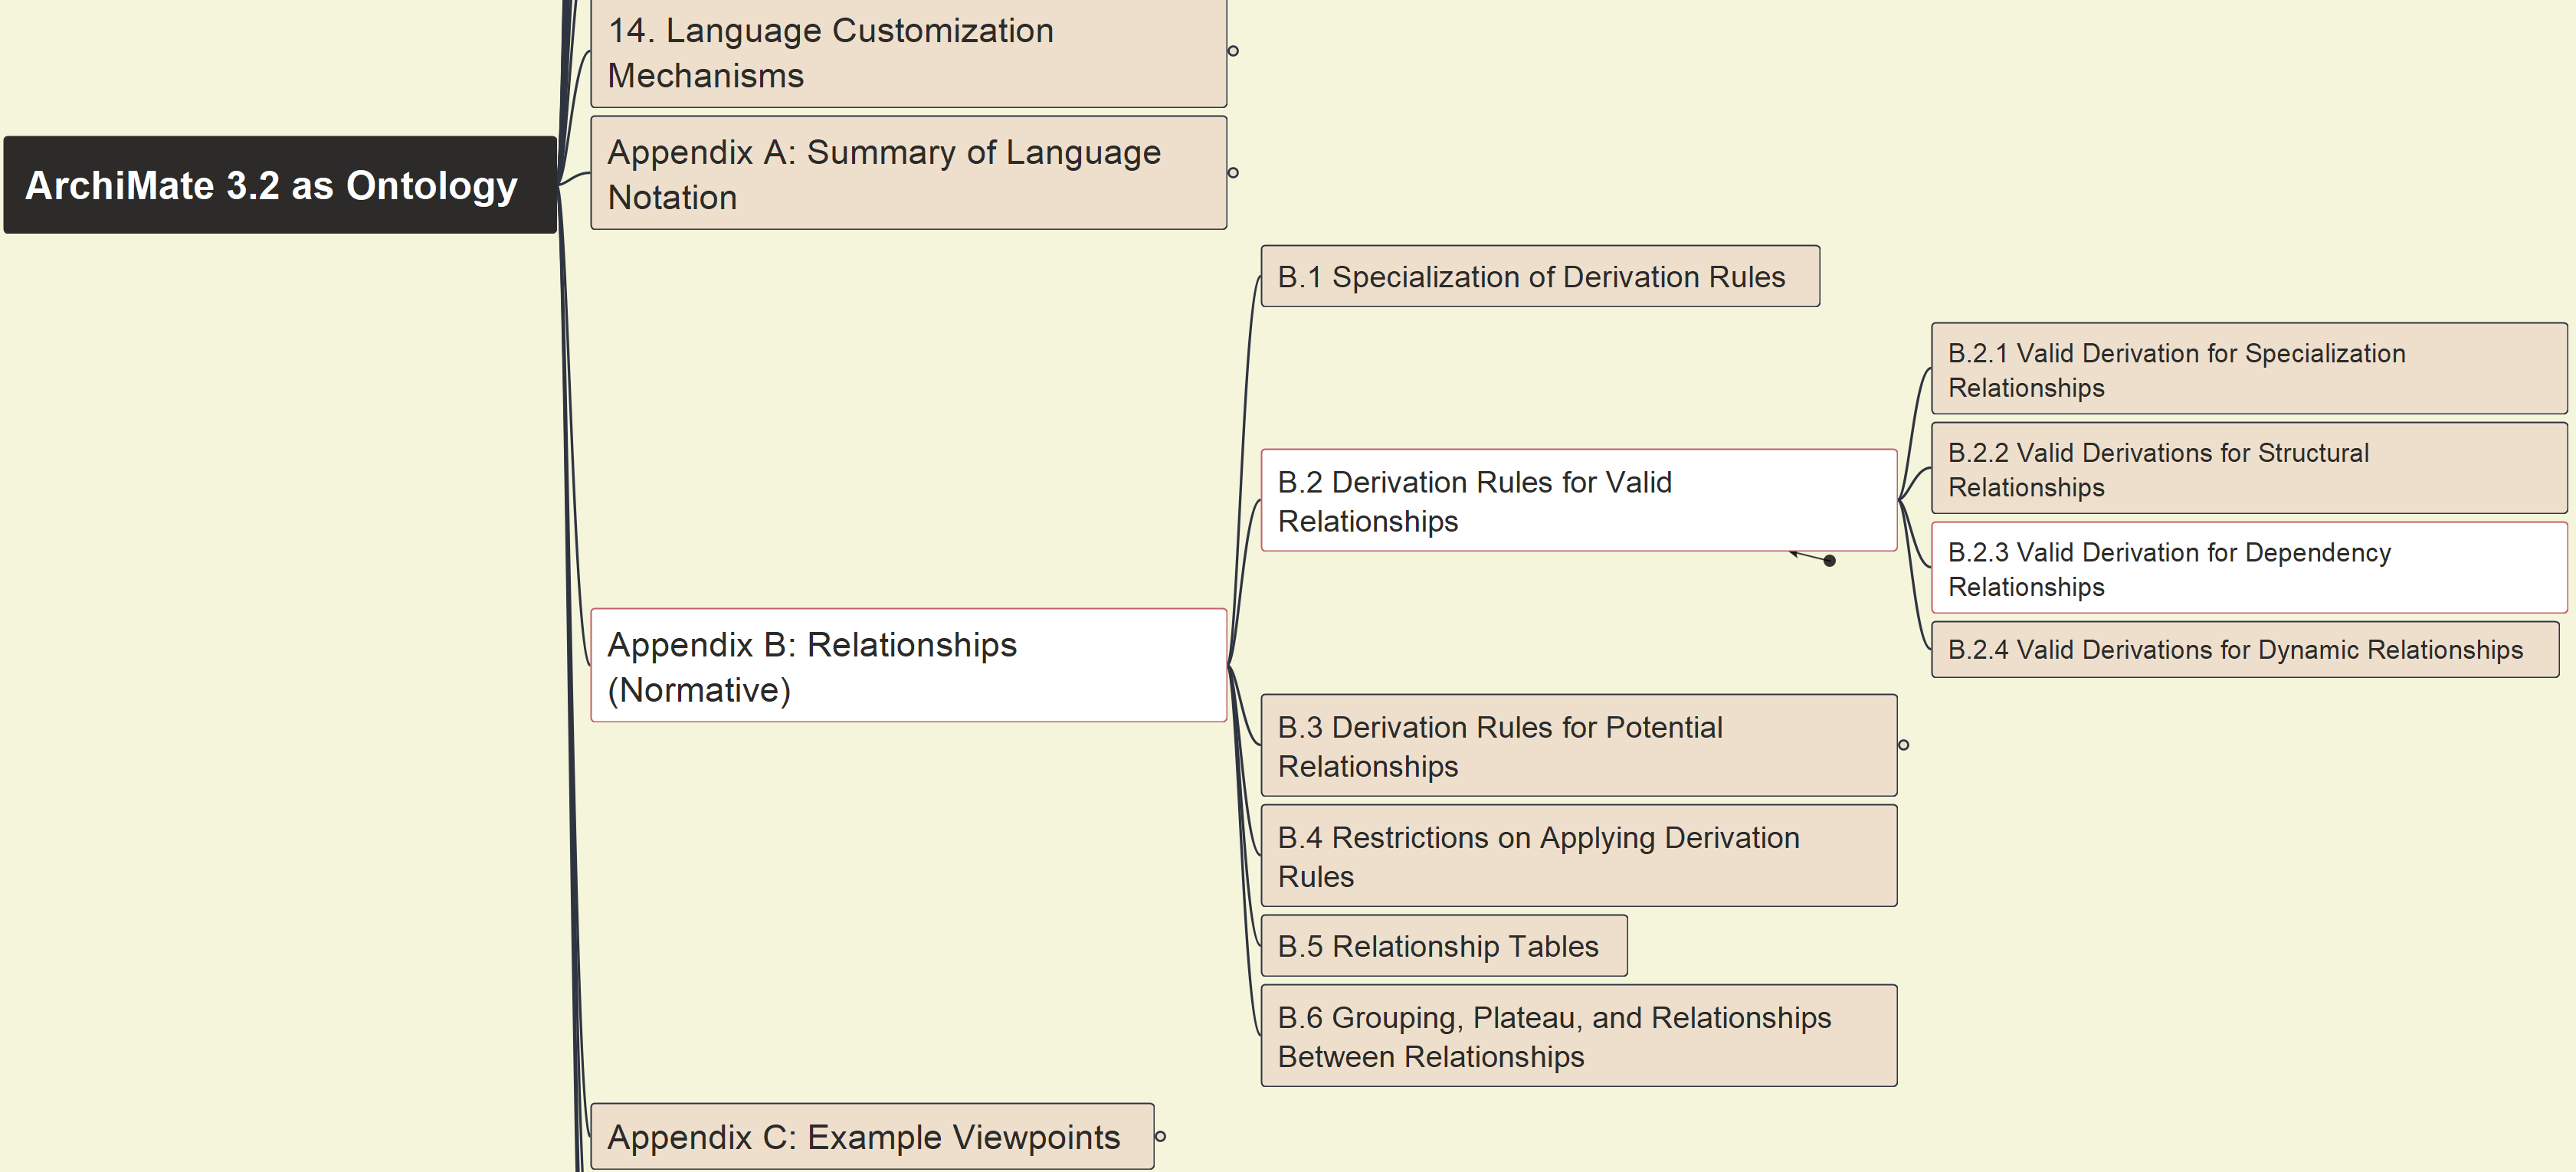 14. Language Customization
Mechanisms
ArchiMate 3.2 as Ontology
Appendix A: Summary of Language
Notation
B.1 Specialization of Derivation Rules
B.2 Derivation Rules for Valid
Relationships
B.2.1 Valid Derivation for Specialization
Relationships
B.2.2 Valid Derivations for Structural
Relationships
B.2.3 Valid Derivation for Dependency
Relationships
B.2.4 Valid Derivations for Dynamic Relationships
Appendix B: Relationships
(Normative)
B.3 Derivation Rules for Potential
Relationships
B.4 Restrictions on Applying Derivation
Rules
B.5 Relationship Tables
B.6 Grouping, Plateau, and Relationships
Between Relationships
Appendix C: Example Viewpoints